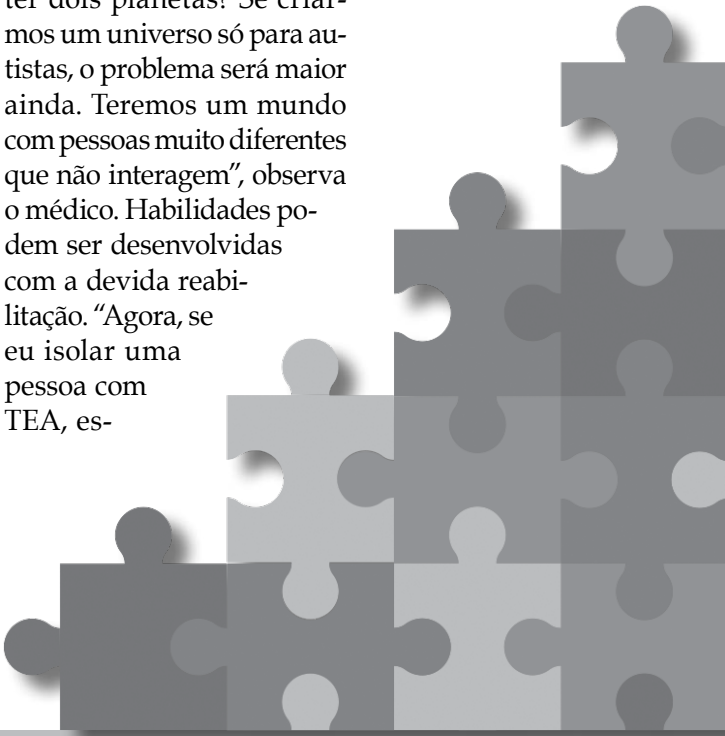 ter dois planetas? Se criar-
mos um universo só para au-
tistas, o problema será maior
ainda. Teremos um mundo
com pessoas muito diferentes
que não interagem”, observa
o médico. Habilidades po-
dem ser desenvolvidas
com a devida reabi-
litação. “Agora, se
eu isolar uma
pessoa com
TEA, es-